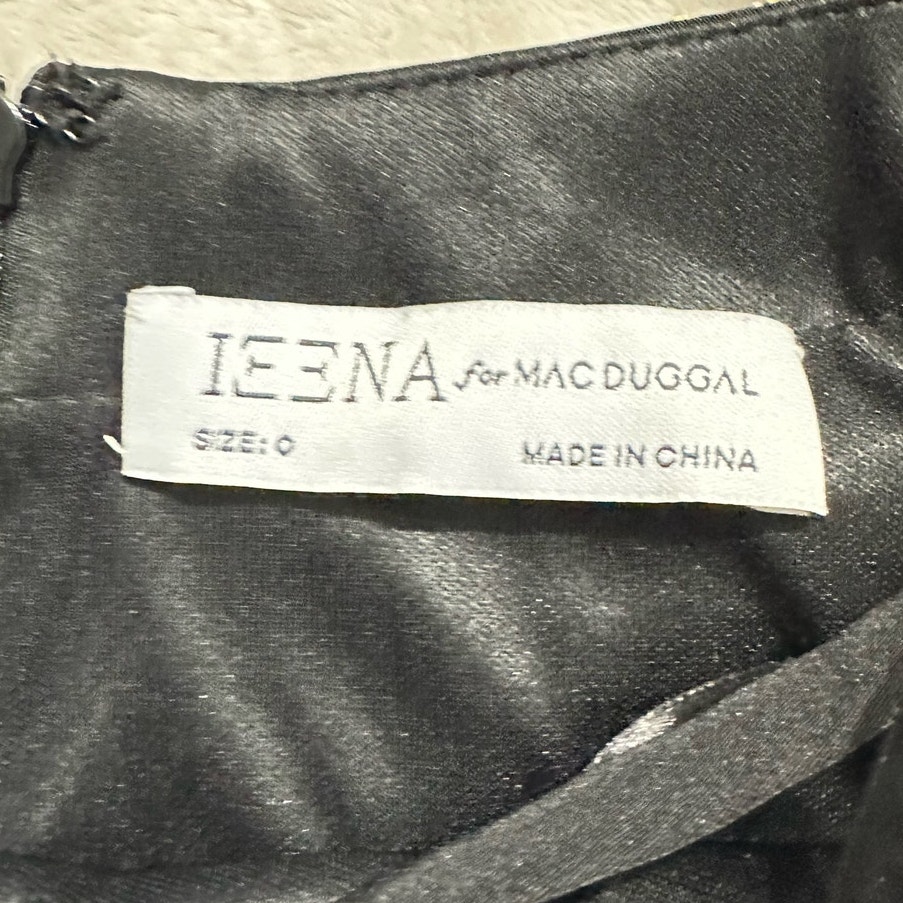 IEENA for MAC DUGGAL
SIZE: 0
MADE IN CHINA